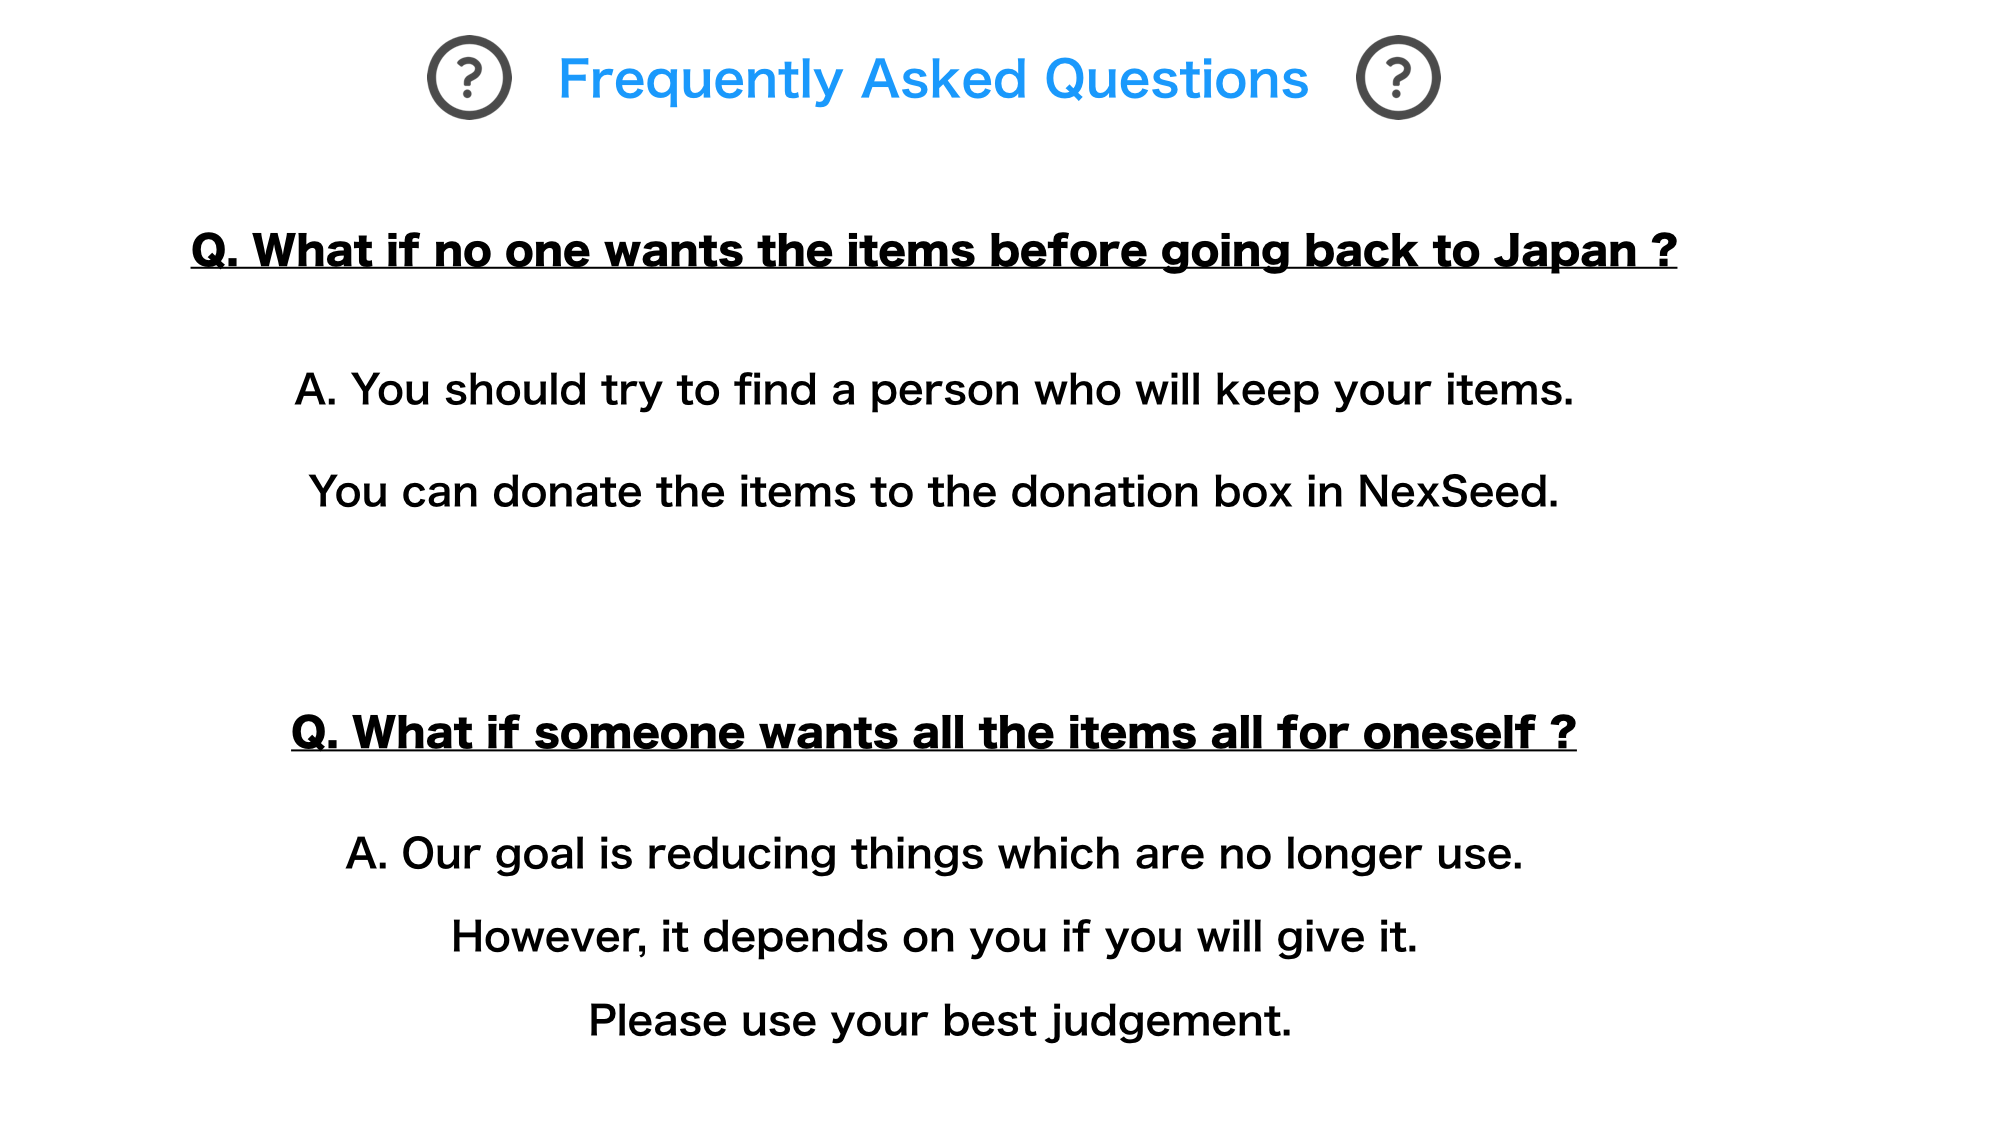 Frequently Asked Questions
Q. What if no one wants the items before going back to Japan ?
A. You should try to find a person who will keep your items.
You can donate the items to the donation box in NexSeed.
Q. What if someone wants all the items all for oneself ?
A. Our goal is reducing things which are no longer use.
However, it depends on you if you will give it.
Please use your best judgement.